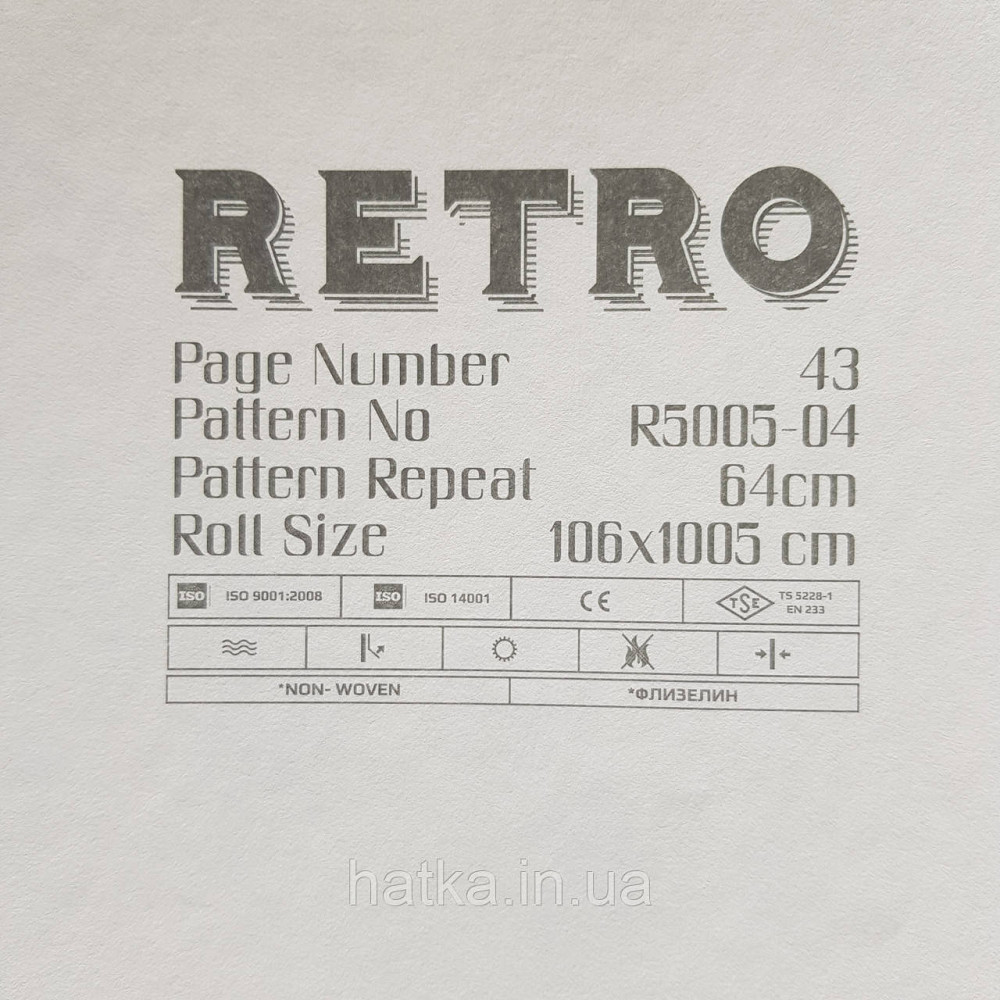 RETRO
Page Number 43
Pattern No R5005-04
Pattern Repeat 64cm
Roll Size 106x1005 cm
ISO ISO 9001:2008 ISO ISO 14001 CE TSE TS 5228-1
EN 233
*NON- WOVEN *ФЛИЗЕЛИН
hatka.in.ua